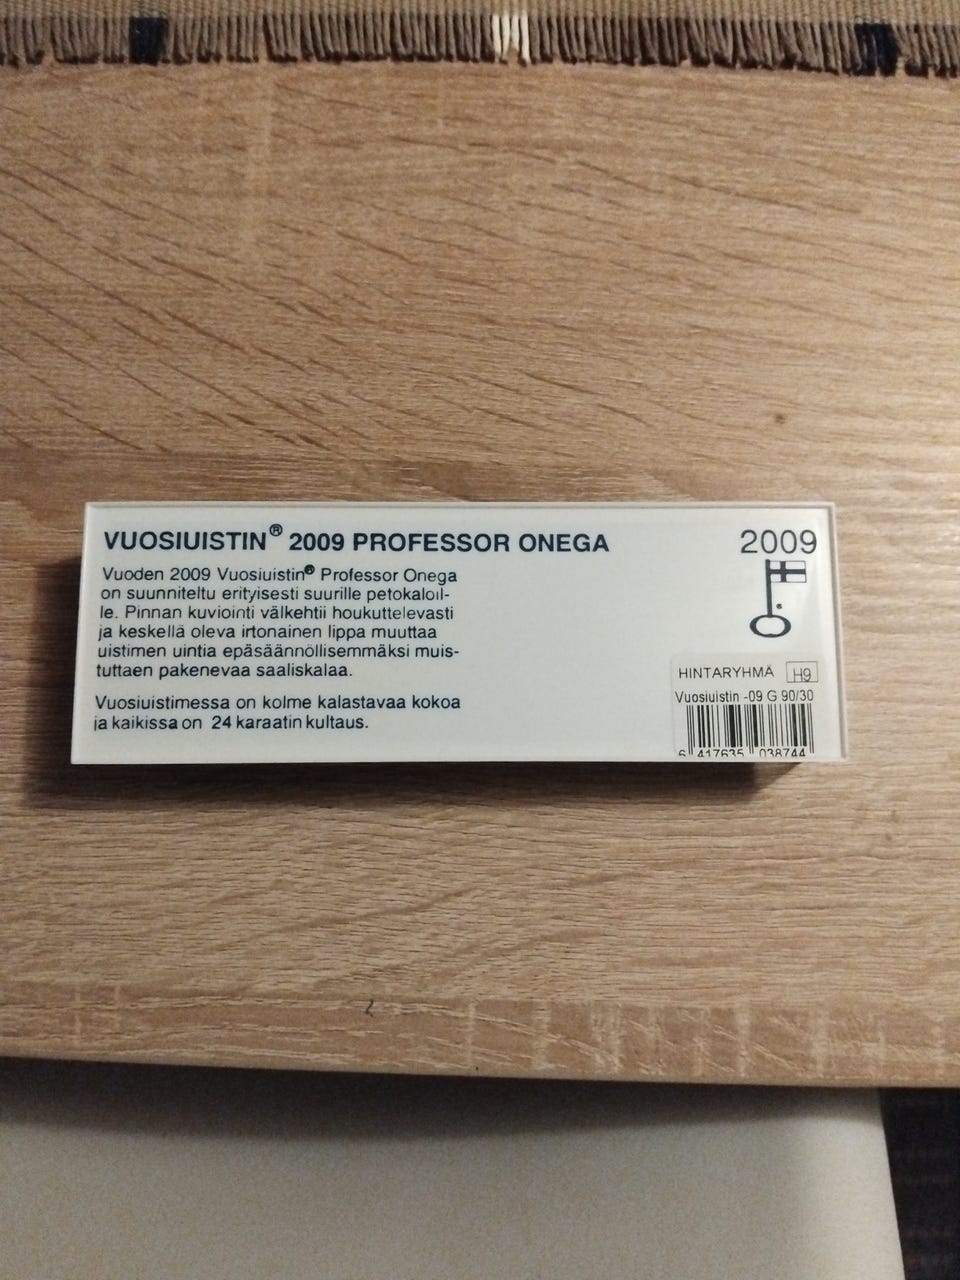 VUOSIUISTIN® 2009 PROFESSOR ONEGA
2009
Vuoden 2009 Vuosiuistin® Professor Onega
on suunniteltu erityisesti suurille petokaloil-
le. Pinnan kuviointi välkehtii houkuttelevasti
ja keskellä oleva irtonainen lippa muuttaa
uistimen uintia epäsäännöllisemmäksi muis-
tuttaen pakenevaa saaliskalaa.
Vuosiuistimessa on kolme kalastavaa kokoa
ja kaikissa on 24 karaatin kultaus.
®
HINTARYHMÄ H9
Vuosiuistin -09 G 90/30
6 417635 038744